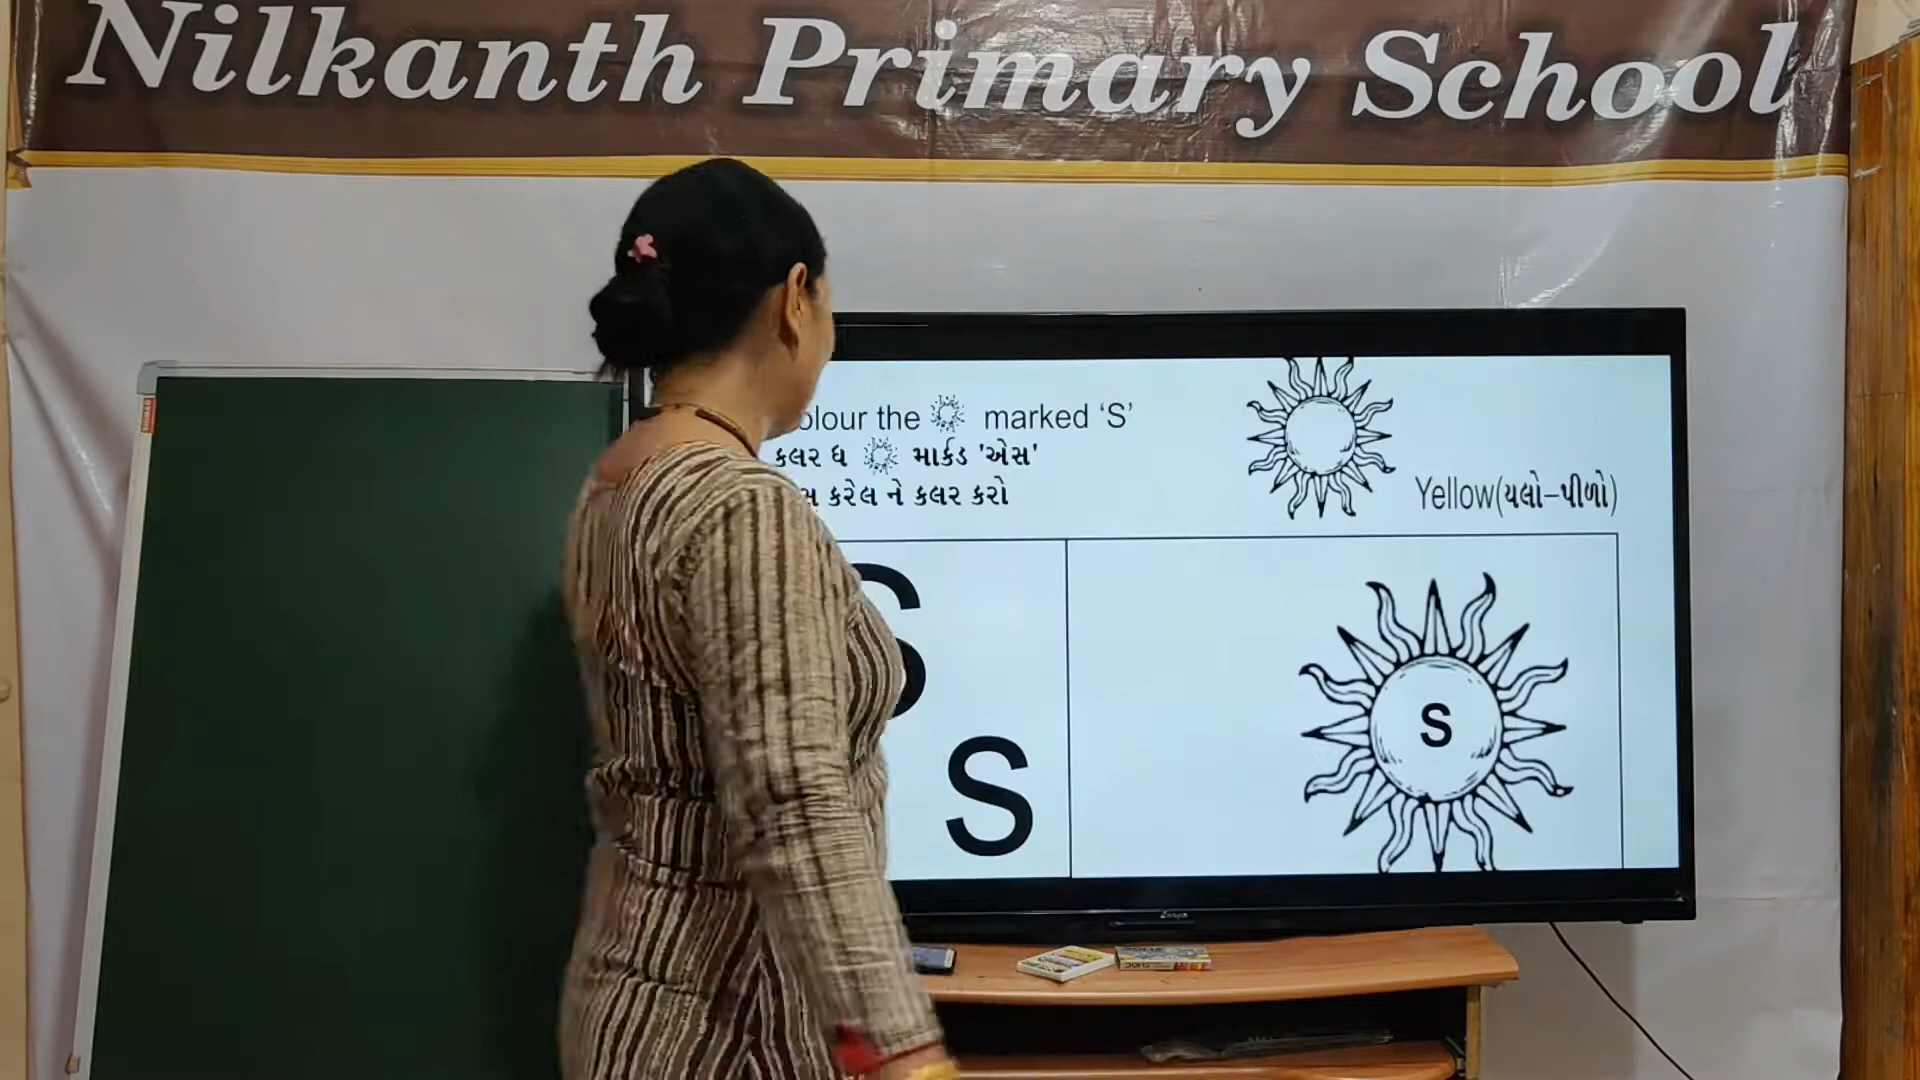 Nilkanth Primary School
olour the marked ‘S’
કલર ધ માર્કડ 'એસ'
કરેલ ને કલર કરો
Yellow(યલો–પીળો)
S
S
s